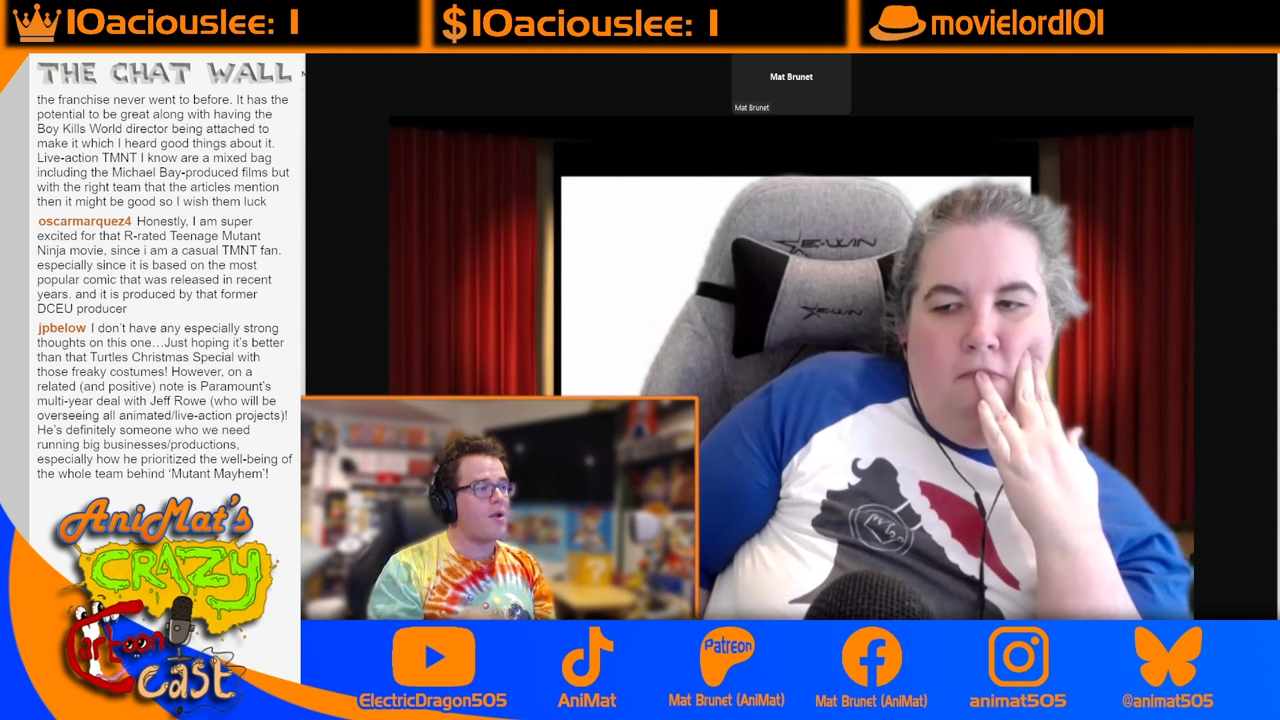 10aciouslee: 1
$10aciouslee: 1
movielord101
THE CHAT WALL
the franchise never went to before. It has the
potential to be great along with having the
Boy Kills World director being attached to
make it which I heard good things about it.
Live-action TMNT I know are a mixed bag
including the Michael Bay-produced films but
with the right team that the articles mention
then it might be good so I wish them luck
oscarmarquez4 Honestly, I am super
excited for that R-rated Teenage Mutant
Ninja movie, since i am a casual TMNT fan.
especially since it is based on the most
popular comic that was released in recent
years. and it is produced by that former
DCEU producer
jpbelow I don't have any especially strong
thoughts on this one…Just hoping it's better
than that Turtles Christmas Special with
those freaky costumes! However, on a
related (and positive) note is Paramount's
multi-year deal with Jeff Rowe (who will be
overseeing all animated/live-action projects)!
He's definitely someone who we need
running big businesses/productions,
especially how he prioritized the well-being of
the whole team behind 'Mutant Mayhem'!
AniMat's
CRAZY
Cartoon
Cast
Mat Brunet
Mat Brunet
E-WIN
E-WIN
Patreon
ElectricDragon505
AniMat
Mat Brunet (AniMat)
Mat Brunet (AniMat)
animat505
@animat505